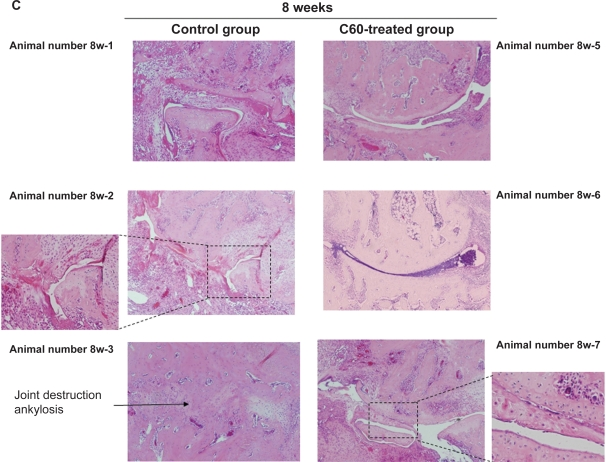 C
8 weeks
Control group
C60-treated group
Animal number 8w-1
Animal number 8w-5
Animal number 8w-2
Animal number 8w-6
Animal number 8w-3
Animal number 8w-7
Joint destruction
ankylosis